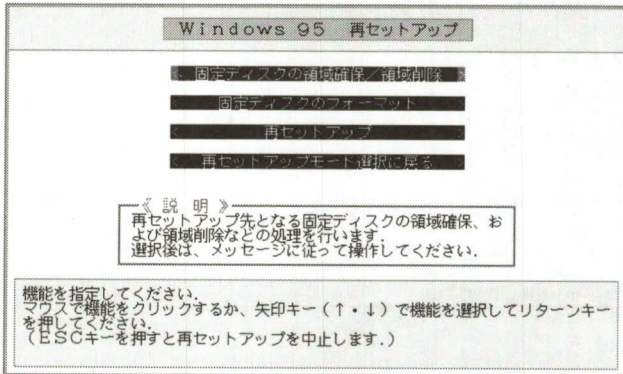 Windows 95 再セットアップ
固定ディスクの領域確保／領域削除
固定ディスクのフォーマット
再セットアップ
再セットアップモード選択に戻る
《 説 明 》
再セットアップ先となる固定ディスクの領域確保、お
よび領域削除などの処理を行います．
選択後は、メッセージに従って操作してください．
機能を指定してください．
マウスで機能をクリックするか、矢印キー（↑・↓）で機能を選択してリターンキー
を押してください．
（ＥＳＣキーを押すと再セットアップを中止します．）